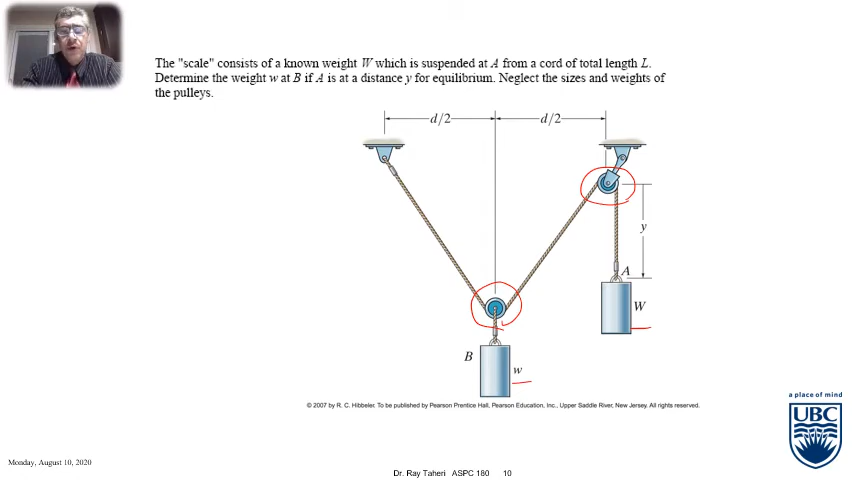 The "scale" consists of a known weight W which is suspended at A from a cord of total length L.
Determine the weight w at B if A is at a distance y for equilibrium. Neglect the sizes and weights of
the pulleys.
d/2
d/2
y
A
W
B
w
© 2007 by R. C. Hibbeler. To be published by Pearson Prentice Hall, Pearson Education, Inc., Upper Saddle River, New Jersey. All rights reserved.
a place of mind
UBC
Monday, August 10, 2020
Dr. Ray Taheri ASPC 180 10